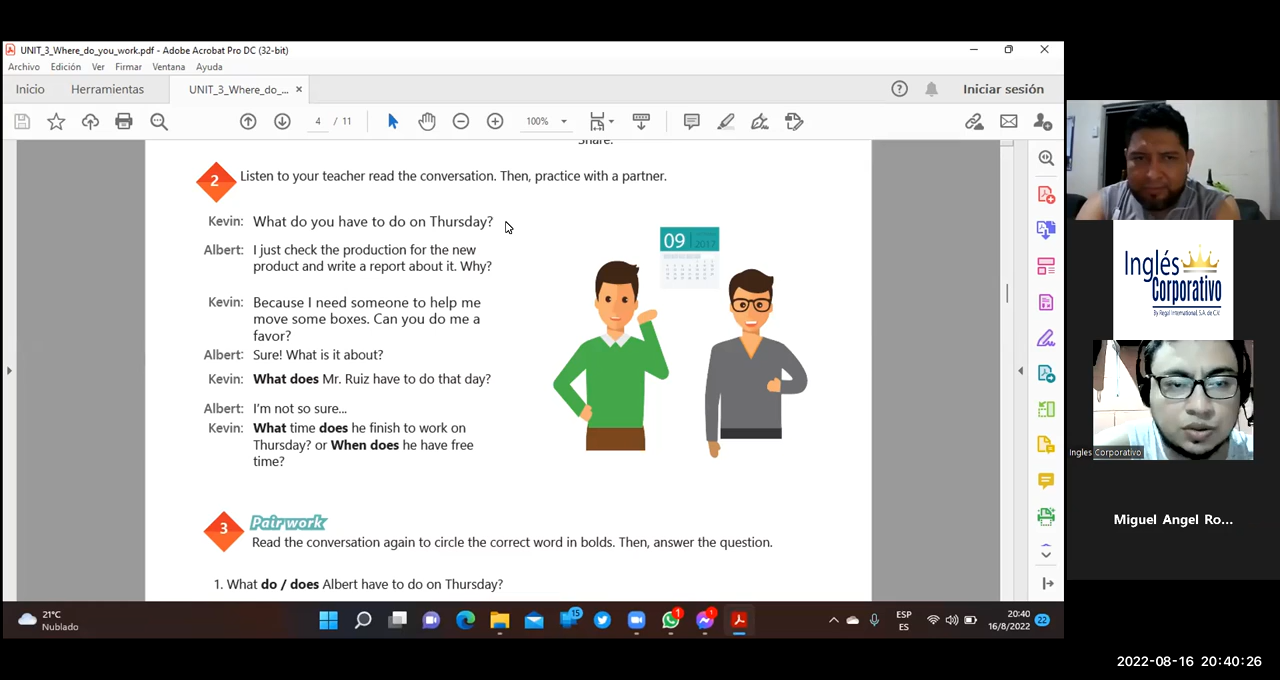 UNIT_3_Where_do_you_work.pdf - Adobe Acrobat Pro DC (32-bit)
Archivo Edición Ver Firmar Ventana Ayuda
Inicio Herramientas UNIT_3_Where_do_... × Iniciar sesión
4 / 11 100%
Share.
2 Listen to your teacher read the conversation. Then, practice with a partner.
Kevin: What do you have to do on Thursday?
Albert: I just check the production for the new
product and write a report about it. Why?
Kevin: Because I need someone to help me
move some boxes. Can you do me a
favor?
Albert: Sure! What is it about?
Kevin: What does Mr. Ruiz have to do that day?
Albert: I'm not so sure...
Kevin: What time does he finish to work on
Thursday? or When does he have free
time?
09 2017
3 Pair work
Read the conversation again to circle the correct word in bolds. Then, answer the question.
1. What do / does Albert have to do on Thursday?
21°C
Nublado
15
1
1
ESP
ES
20:40
16/8/2022
22
Inglés
Corporativo
By Regal International, S.A. de C.V.
Ingles Corporativo
Miguel Angel Ro...
2022-08-16 20:40:26